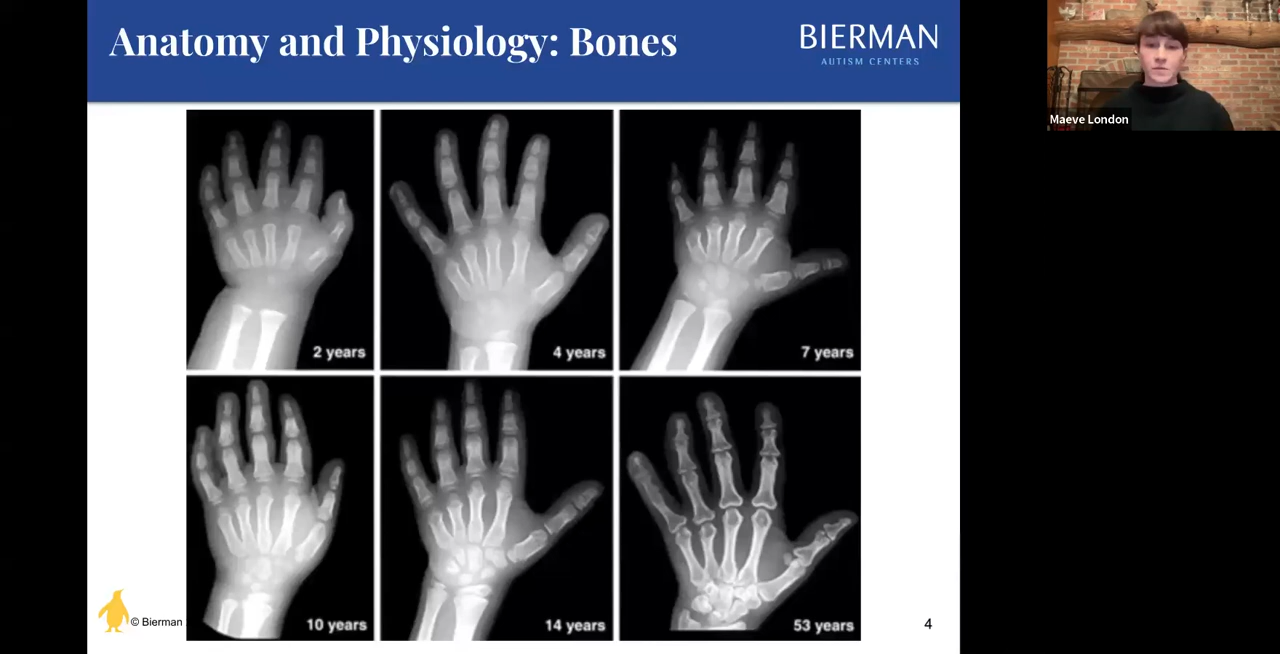 Anatomy and Physiology: Bones
BIERMAN
AUTISM CENTERS
Maeve London
2 years
4 years
7 years
10 years
14 years
53 years
© Bierman
4